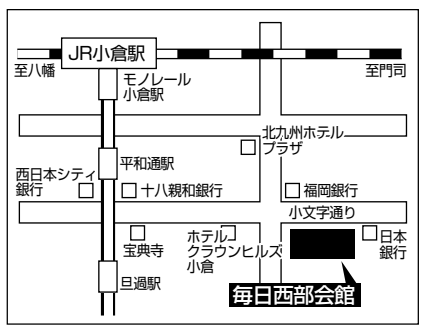 JR小倉駅
至八幡
至門司
モノレール
小倉駅
北九州ホテル
プラザ
平和通駅
西日本シティ
銀行
十八親和銀行
福岡銀行
小文字通り
宝典寺
ホテル
クラウンヒルズ
小倉
日本
銀行
旦過駅
毎日西部会館